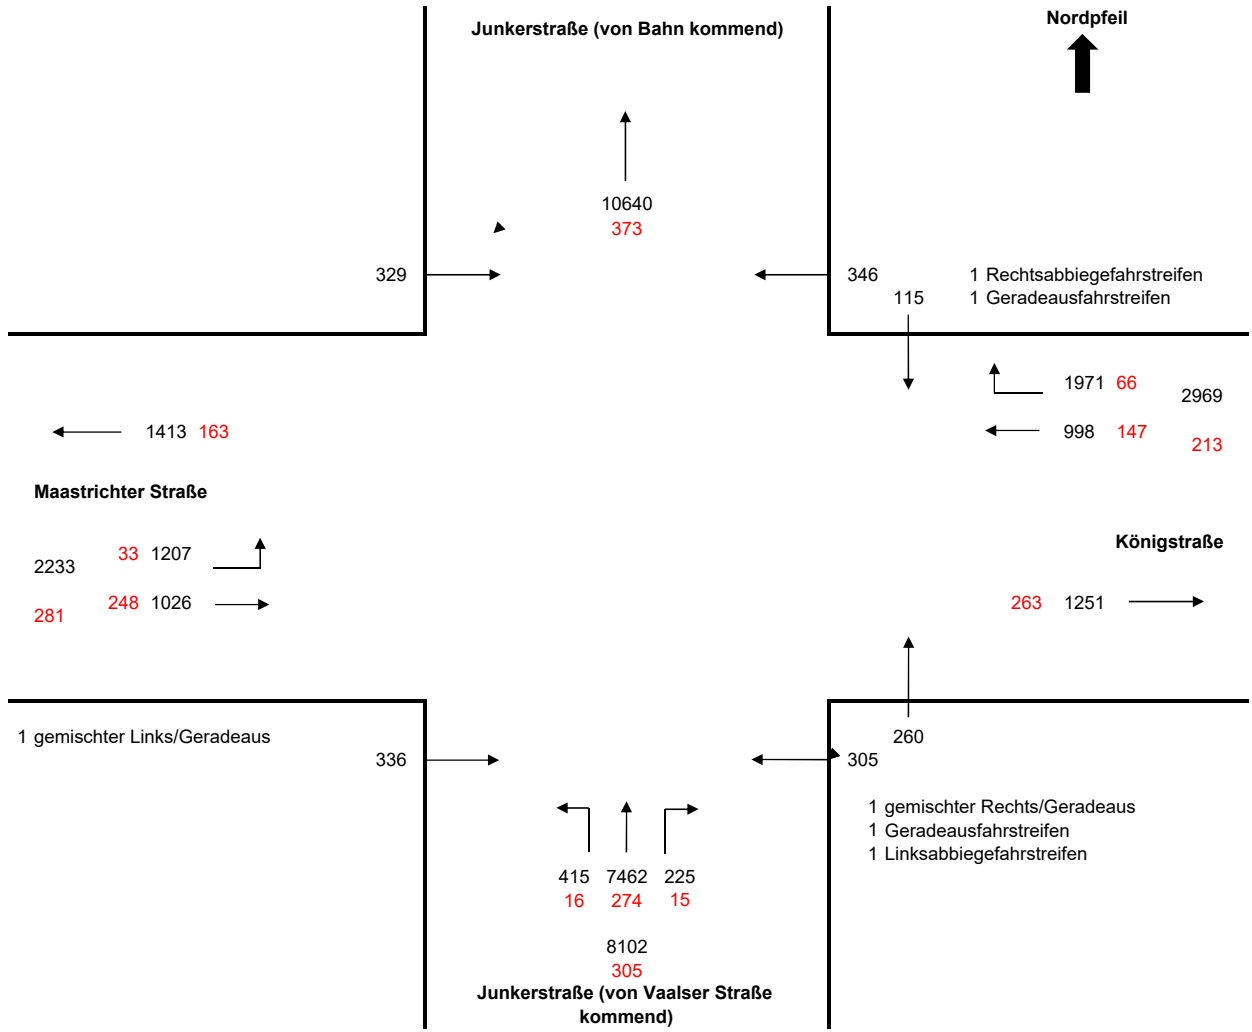 Junkerstraße (von Bahn kommend)
Nordpfeil
10640
373
329
346
1 Rechtsabbiegefahrstreifen
115
1 Geradeausfahrstreifen
1971 66
2969
1413 163
998 147
213
Maastrichter Straße
33 1207
2233
Königstraße
248 1026
281
263 1251
1 gemischter Links/Geradeaus
260
336
305
1 gemischter Rechts/Geradeaus
1 Geradeausfahrstreifen
1 Linksabbiegefahrstreifen
415 7462 225
16 274 15
8102
305
Junkerstraße (von Vaalser Straße
kommend)